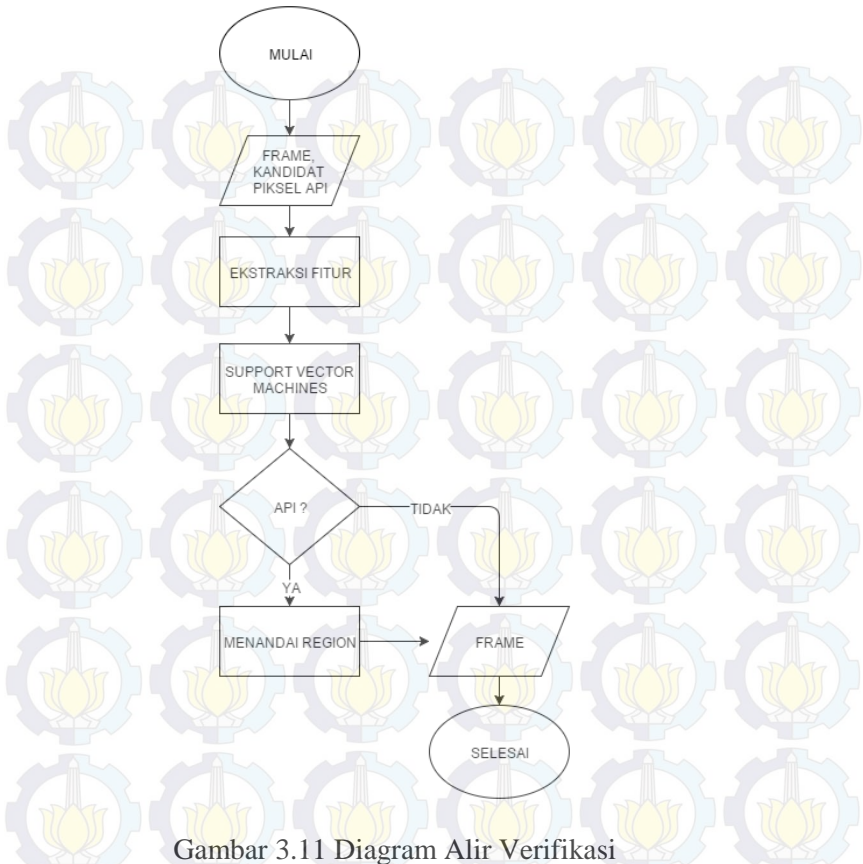 MULAI
FRAME,
KANDIDAT
PIKSEL API
EKSTRAKSI FITUR
SUPPORT VECTOR
MACHINES
API ?
TIDAK
YA
MENANDAI REGION
FRAME
SELESAI
Gambar 3.11 Diagram Alir Verifikasi